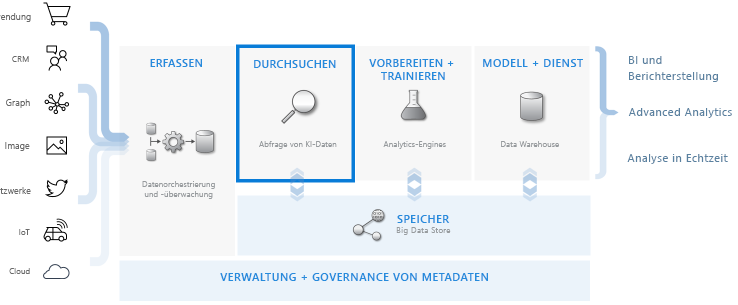 endung
CRM
Graph
Image
tzwerke
IoT
Cloud
ERFASSEN
Datenorchestrierung
und -überwachung
DURCHSUCHEN
Abfrage von KI-Daten
VORBEREITEN +
TRAINIEREN
Analytics-Engines
MODELL + DIENST
Data Warehouse
SPEICHER
Big Data Store
VERWALTUNG + GOVERNANCE VON METADATEN
BI und
Berichterstellung
Advanced Analytics
Analyse in Echtzeit